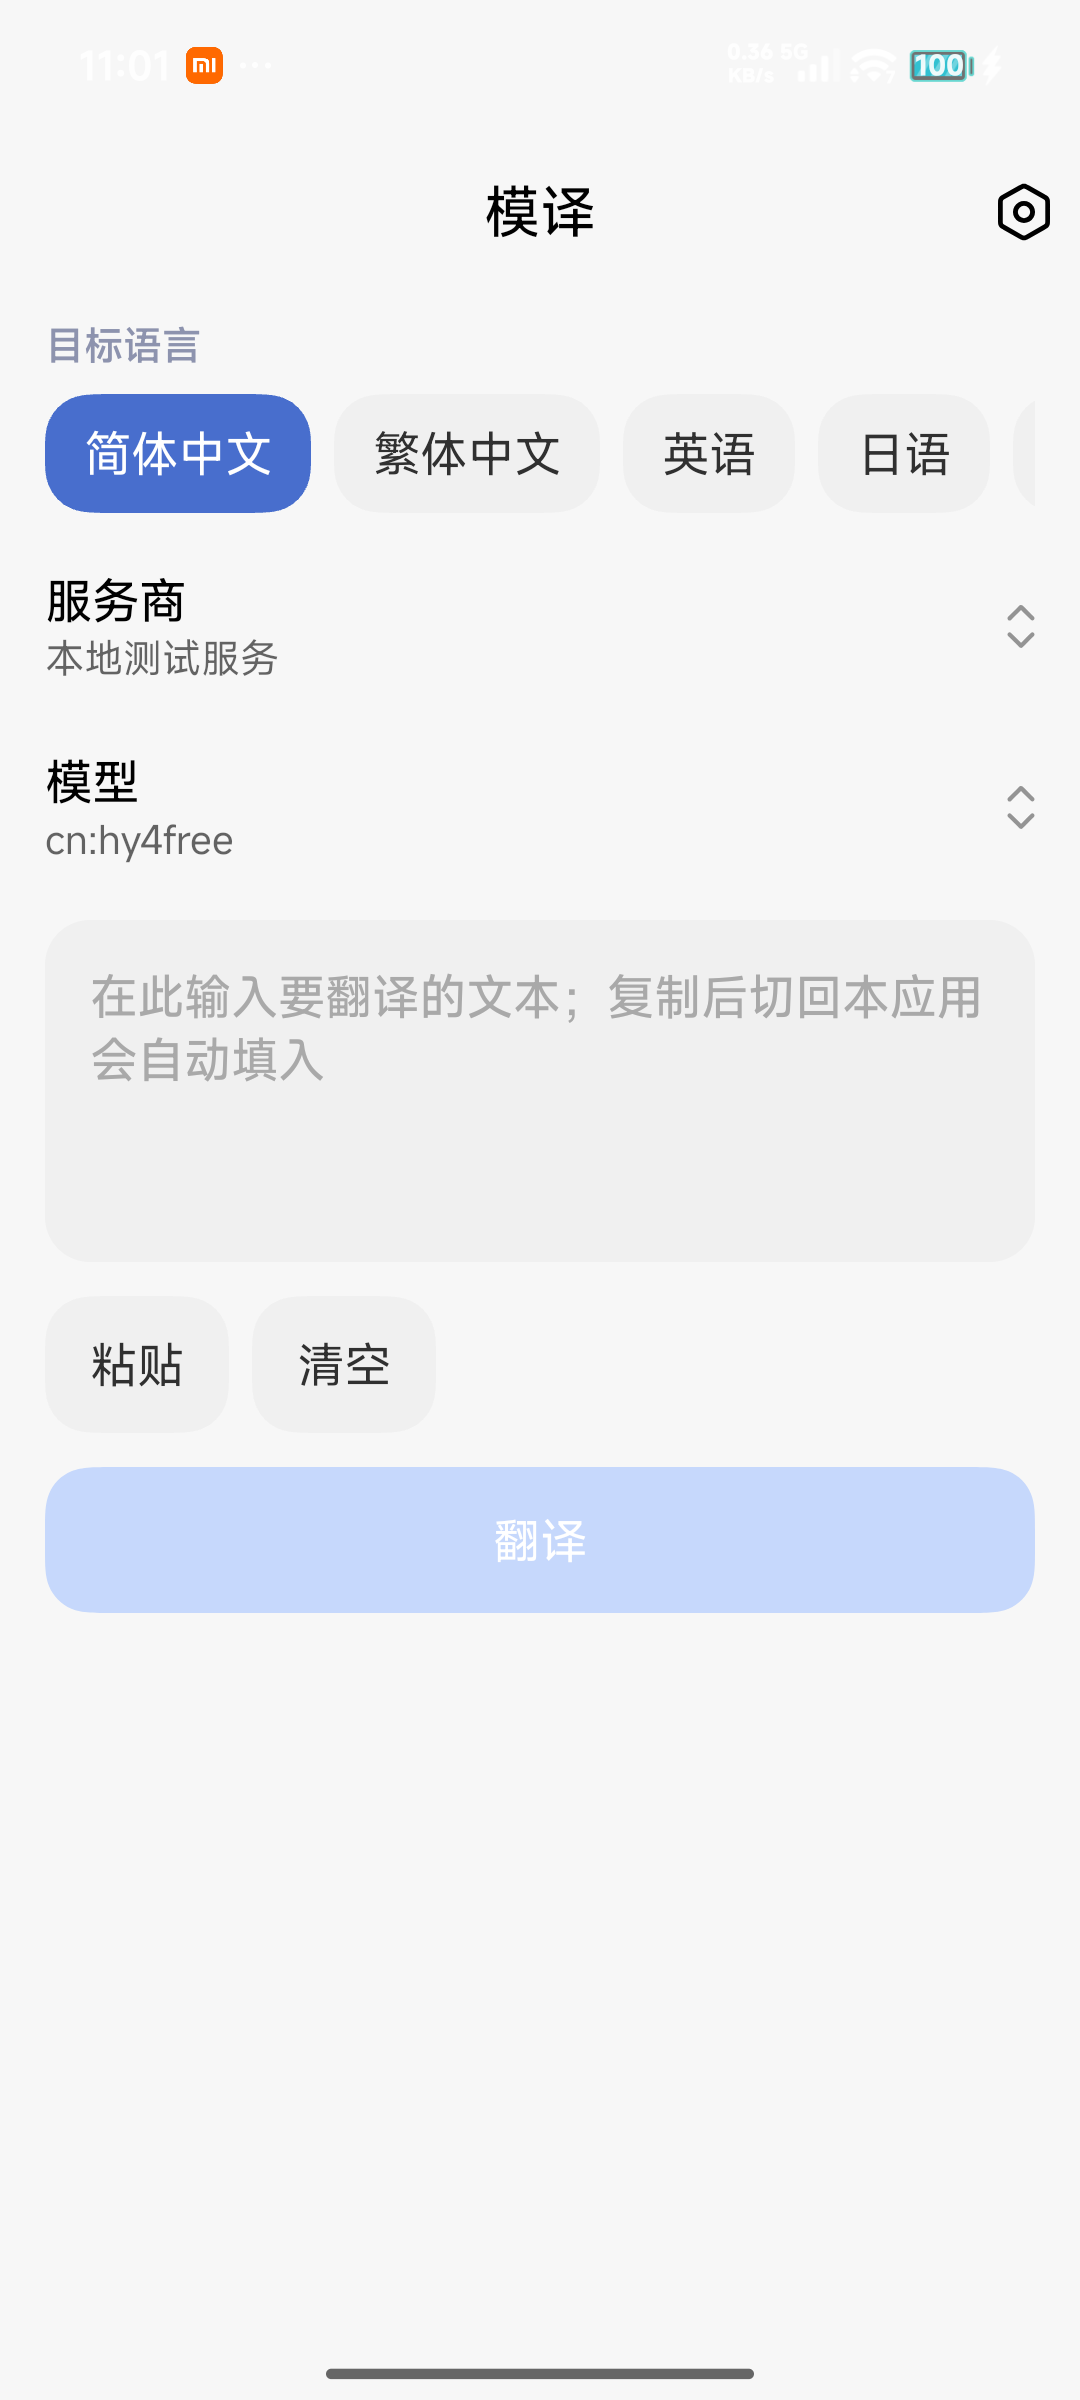 11:01
0.36 5G
KB/s
100
模译
目标语言
简体中文
繁体中文
英语
日语
服务商
本地测试服务
模型
cn:hy4free
在此输入要翻译的文本；复制后切回本应用
会自动填入
粘贴
清空
翻译